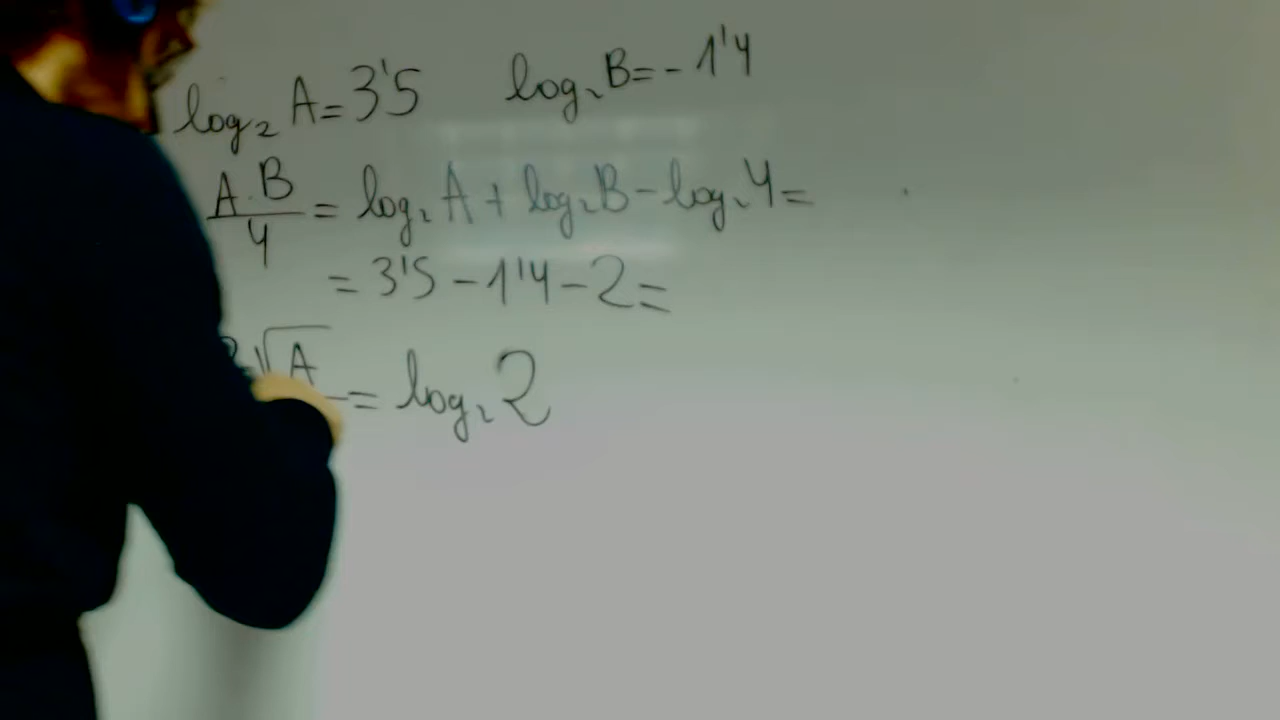 log₂ A = 3'5 log₂ B = - 1'4
A·B/4 = log₂ A + log₂ B - log₂ 4 =
= 3'5 - 1'4 - 2 =
√A = log₂ 2